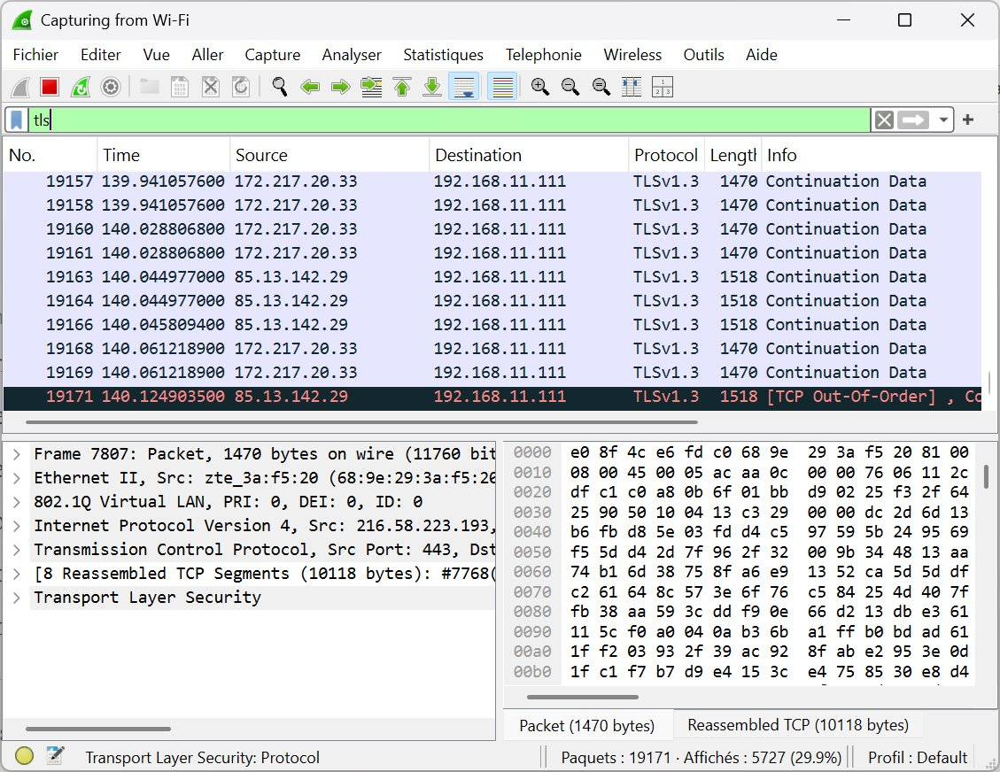 Capturing from Wi-Fi
Fichier Editer Vue Aller Capture Analyser Statistiques Telephonie Wireless Outils Aide
tls
No. Time Source Destination Protocol Length Info
19157 139.941057600 172.217.20.33 192.168.11.111 TLSv1.3 1470 Continuation Data
19158 139.941057600 172.217.20.33 192.168.11.111 TLSv1.3 1470 Continuation Data
19160 140.028806800 172.217.20.33 192.168.11.111 TLSv1.3 1470 Continuation Data
19161 140.028806800 172.217.20.33 192.168.11.111 TLSv1.3 1470 Continuation Data
19163 140.044977000 85.13.142.29 192.168.11.111 TLSv1.3 1518 Continuation Data
19164 140.044977000 85.13.142.29 192.168.11.111 TLSv1.3 1518 Continuation Data
19166 140.045809400 85.13.142.29 192.168.11.111 TLSv1.3 1518 Continuation Data
19168 140.061218900 172.217.20.33 192.168.11.111 TLSv1.3 1470 Continuation Data
19169 140.061218900 172.217.20.33 192.168.11.111 TLSv1.3 1470 Continuation Data
19171 140.124903500 85.13.142.29 192.168.11.111 TLSv1.3 1518 [TCP Out-Of-Order] , Co
Frame 7807: Packet, 1470 bytes on wire (11760 bit
Ethernet II, Src: zte_3a:f5:20 (68:9e:29:3a:f5:20
802.1Q Virtual LAN, PRI: 0, DEI: 0, ID: 0
Internet Protocol Version 4, Src: 216.58.223.193,
Transmission Control Protocol, Src Port: 443, Dst
[8 Reassembled TCP Segments (10118 bytes): #7768(
Transport Layer Security
0000 e0 8f 4c e6 fd c0 68 9e 29 3a f5 20 81 00
0010 08 00 45 00 05 ac aa 0c 00 00 76 06 11 2c
0020 df c1 c0 a8 0b 6f 01 bb d9 02 25 f3 2f 64
0030 25 90 50 10 04 13 c3 29 00 00 dc 2d 6d 13
0040 b6 fb d8 5e 03 fd d4 c5 97 59 5b 24 95 69
0050 f5 5d d4 2d 7f 96 2f 32 00 9b 34 48 13 aa
0060 74 b1 6d 38 75 8f a6 e9 13 52 ca 5d 5d df
0070 c2 61 64 8c 57 3e 6f 76 c5 84 25 4d 40 7f
0080 fb 38 aa 59 3c dd f9 0e 66 d2 13 db e3 61
0090 11 5c f0 a0 04 0a b3 6b a1 ff b0 bd ad 61
00a0 1f f2 03 93 2f 39 ac 92 8f ab e2 95 3e 0d
00b0 1f c1 f7 b7 d9 e4 15 3c e4 75 85 30 e8 d4
Packet (1470 bytes) Reassembled TCP (10118 bytes)
Transport Layer Security: Protocol Paquets : 19171 · Affichés : 5727 (29.9%) Profil : Default